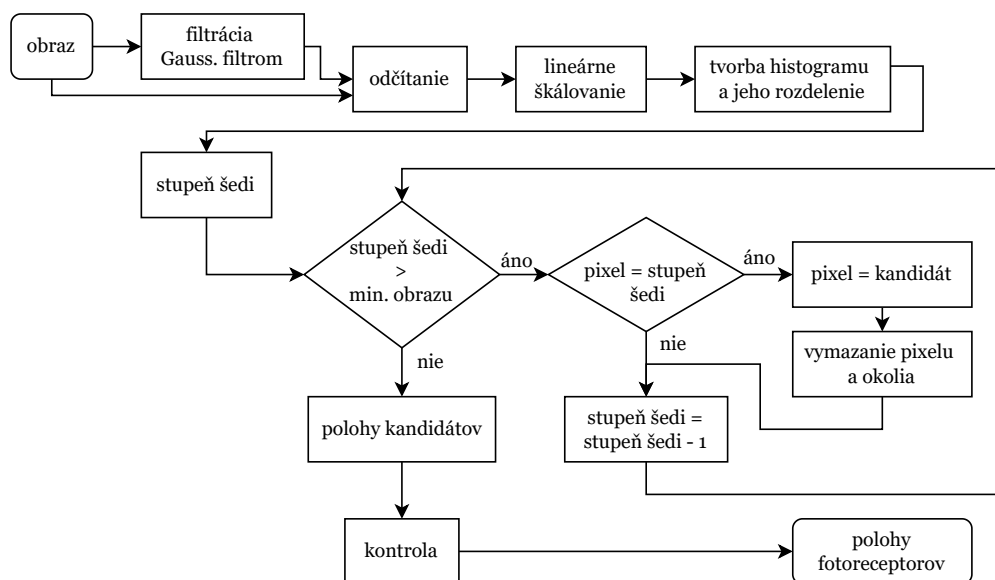 obraz
filtrácia
Gauss. filtrom
odčítanie
lineárne
škálovanie
tvorba histogramu
a jeho rozdelenie
stupeň šedi
stupeň šedi
>
min. obrazu
áno
pixel = stupeň
šedi
áno
pixel = kandidát
nie
nie
vymazanie pixelu
a okolia
polohy kandidátov
stupeň šedi =
stupeň šedi - 1
kontrola
polohy
fotoreceptorov